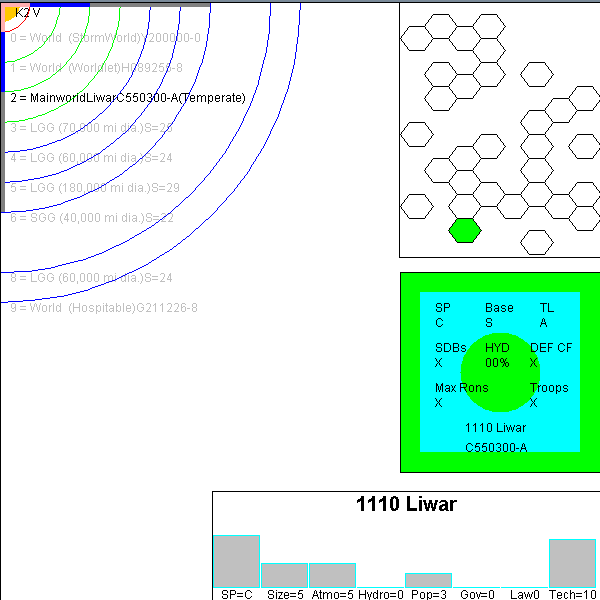 K2 V
0 = World  (StormWorld)Y200000-0
1 = World  (Worldlet)H089256-8
2 = MainworldLiwarC550300-A(Temperate)
3 = LGG (70,000 mi dia.)S=26
4 = LGG (60,000 mi dia.)S=24
5 = LGG (180,000 mi dia.)S=29
6 = SGG (40,000 mi dia.)S=22
8 = LGG (60,000 mi dia.)S=24
9 = World  (Hospitable)G211226-8
SP Base TL
C S A
SDBs HYD DEF CF
X 00% X
Max Rons Troops
X X
1110 Liwar
C550300-A
1110 Liwar
SP=C Size=5 Atmo=5 Hydro=0 Pop=3 Gov=0 Law0 Tech=10